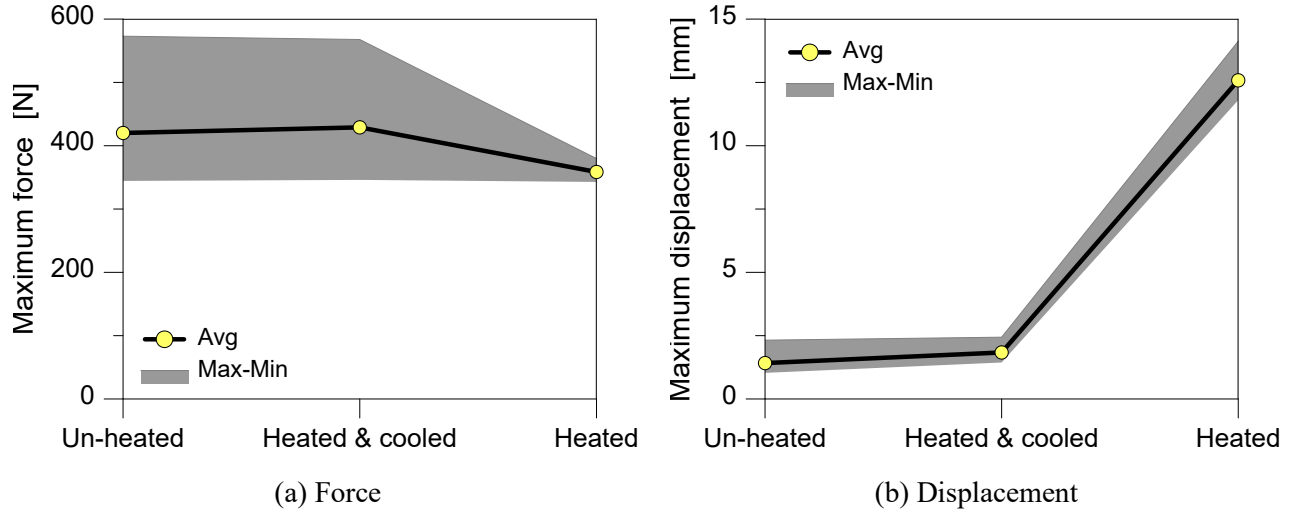 600
400
200
0
Maximum force [N]
Avg
Max-Min
Un-heated
Heated & cooled
Heated
(a) Force
15
10
5
0
Maximum displacement [mm]
Avg
Max-Min
Un-heated
Heated & cooled
Heated
(b) Displacement